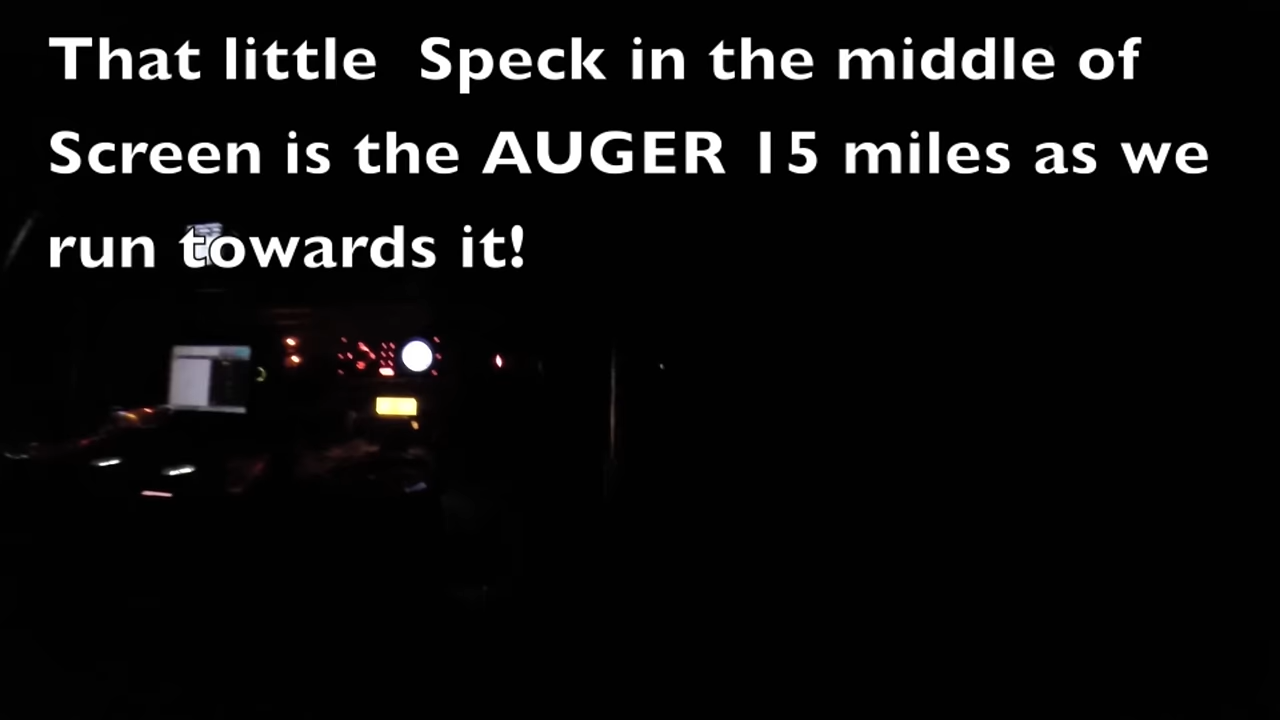 That little  Speck in the middle of
Screen is the AUGER 15 miles as we
run towards it!